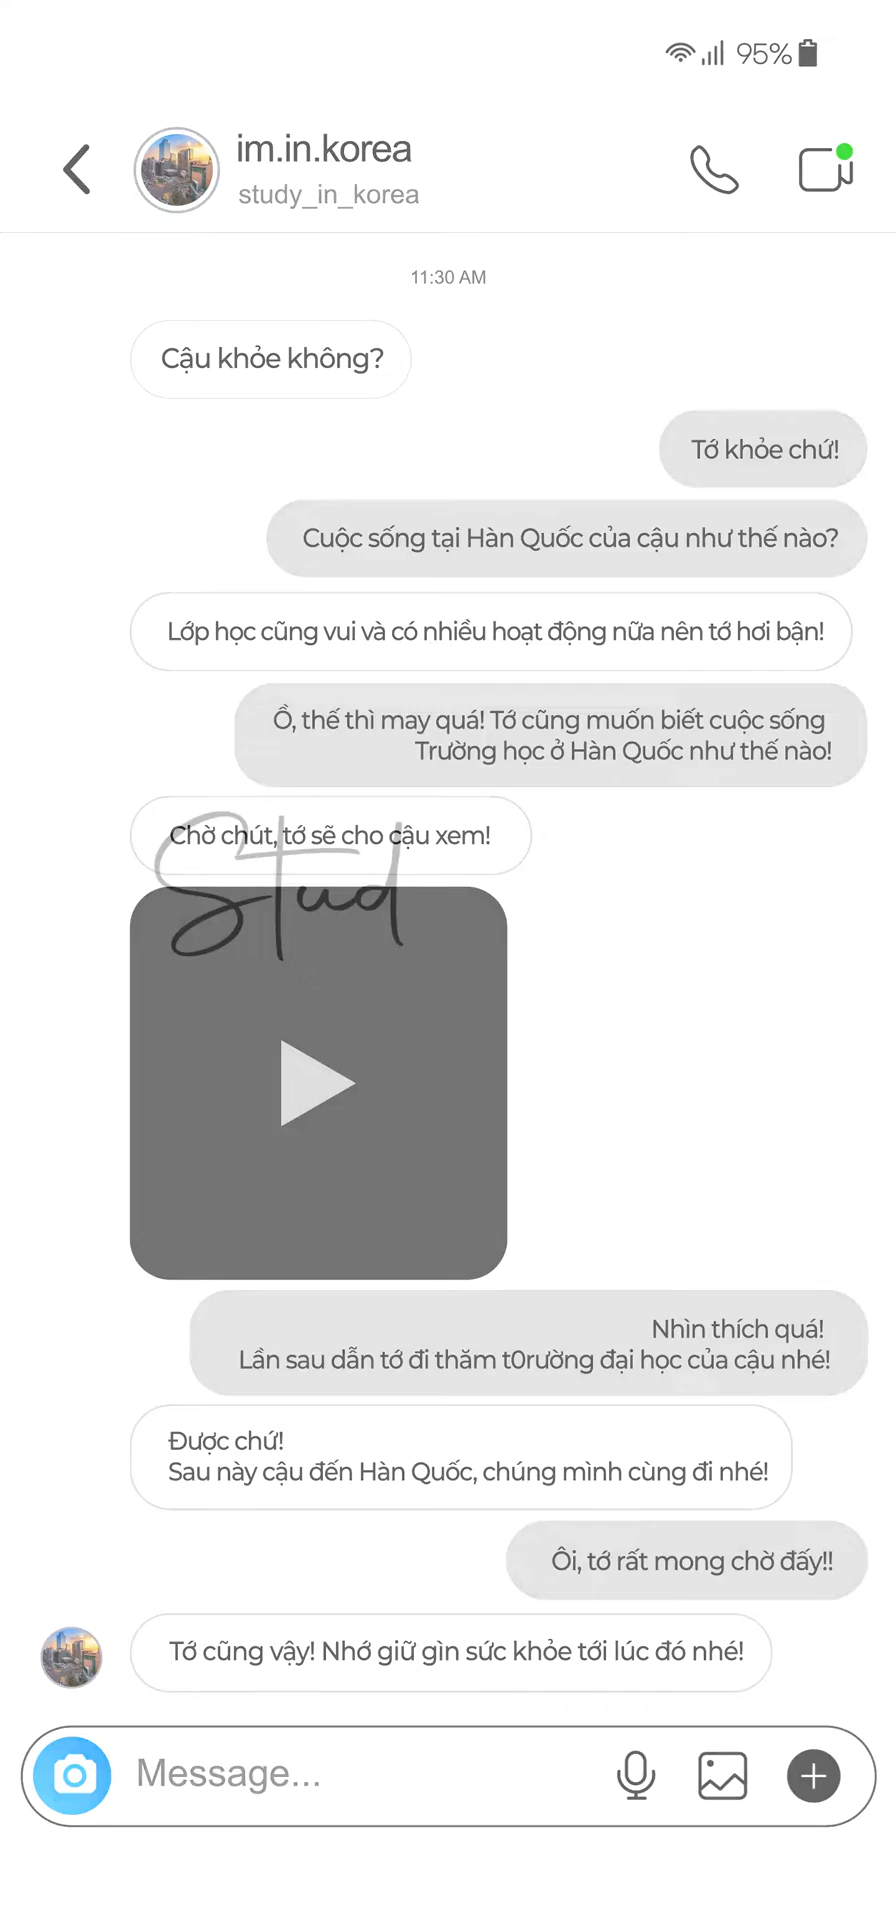 95%
im.in.korea
study_in_korea
11:30 AM
Cậu khỏe không?
Tớ khỏe chứ!
Cuộc sống tại Hàn Quốc của cậu như thế nào?
Lớp học cũng vui và có nhiều hoạt động nữa nên tớ hơi bận!
Ồ, thế thì may quá! Tớ cũng muốn biết cuộc sống
Trường học ở Hàn Quốc như thế nào!
Chờ chút, tớ sẽ cho cậu xem!
Stud
Nhìn thích quá!
Lần sau dẫn tớ đi thăm t0rường đại học của cậu nhé!
Được chứ!
Sau này cậu đến Hàn Quốc, chúng mình cùng đi nhé!
Ôi, tớ rất mong chờ đấy!!
Tớ cũng vậy! Nhớ giữ gìn sức khỏe tới lúc đó nhé!
Message...